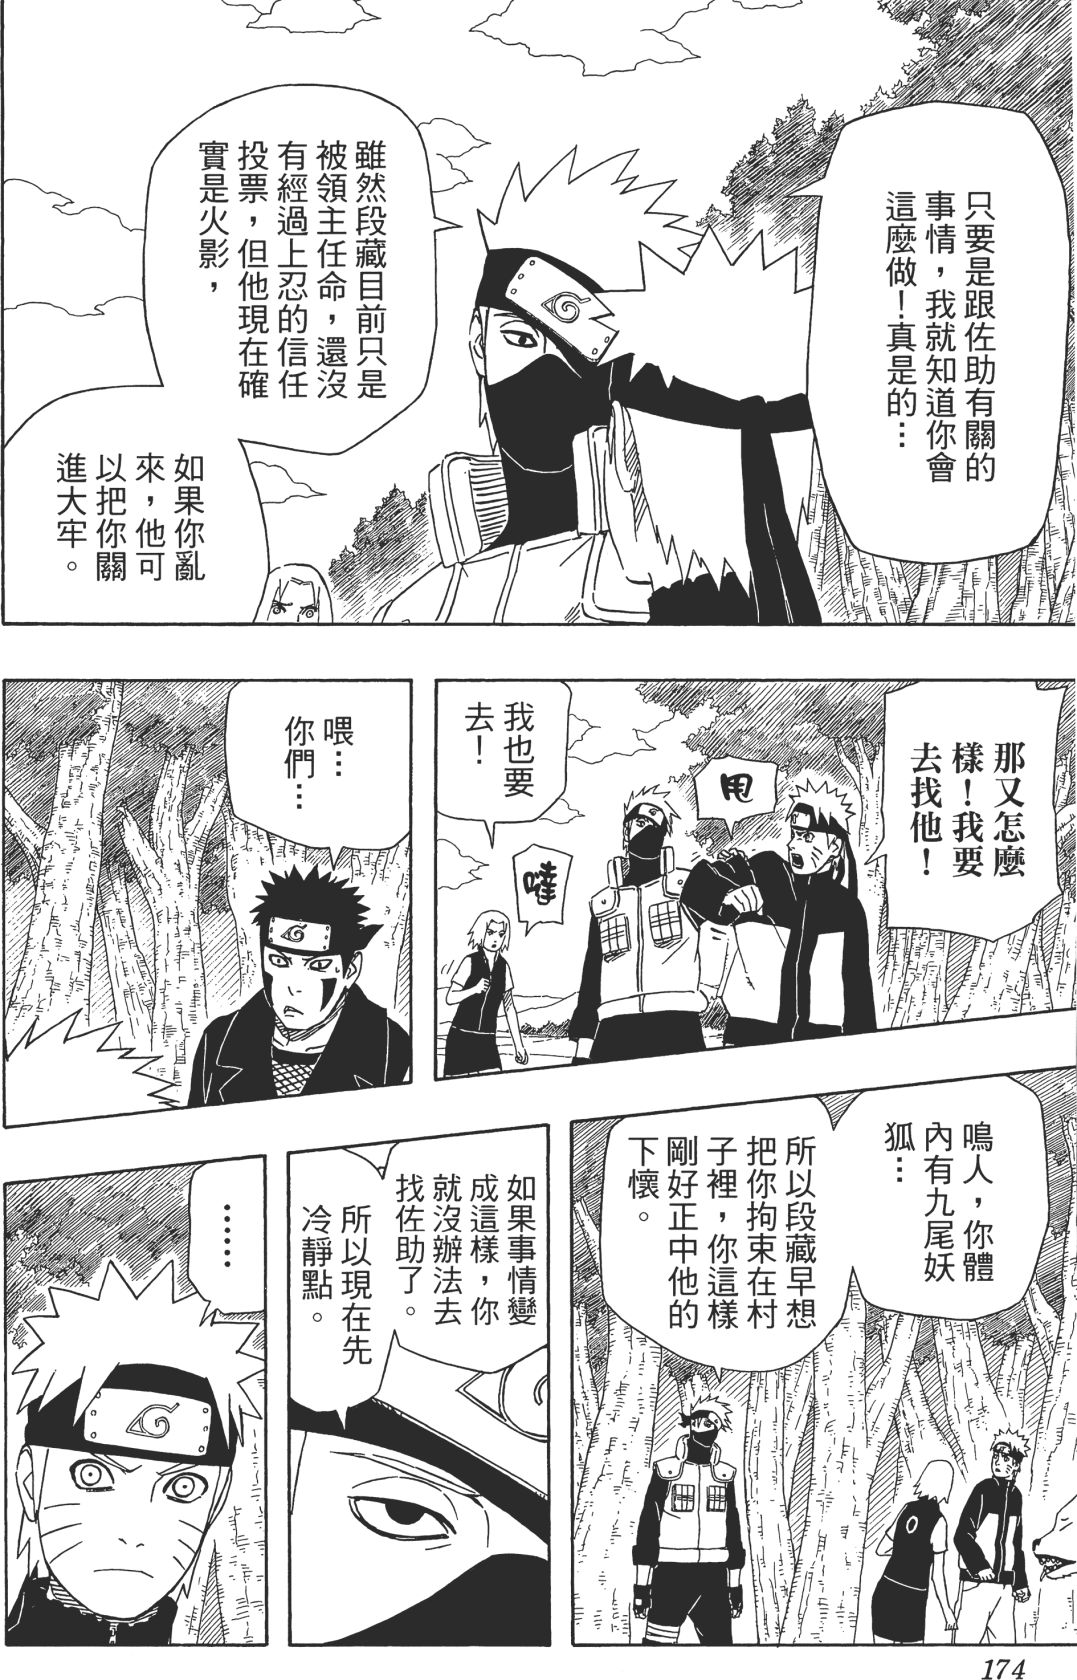 只要是跟佐助有關的
事情，我就知道你會
這麼做！真是的…
雖然段藏目前只是
被領主任命，還沒
有經過上忍的信任
投票，但他現在確
實是火影，
如果你亂
來，他可
以把你關
進大牢。
那又怎麼
樣！我要
去找他！
甩
我也要
去！
噠
喂…
你們…
鳴人，你體
內有九尾妖
狐…
所以段藏早想
把你拘束在村
子裡，你這樣
剛好正中他的
下懷。
如果事情變
成這樣，你
就沒辦法去
找佐助了。
所以現在先
冷靜點。
……
174